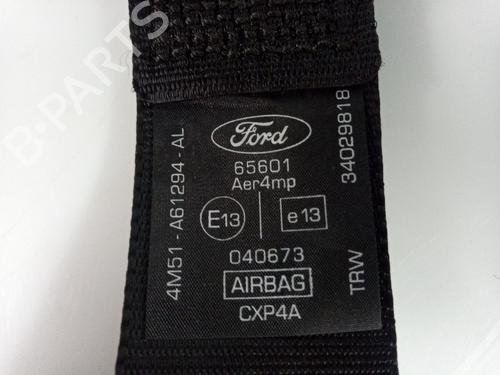 4M51-A61294-AL
Ford
65601
Aer4mp
E13
e13
040673
AIRBAG
CXP4A
34029818
TRW
B-PARTS